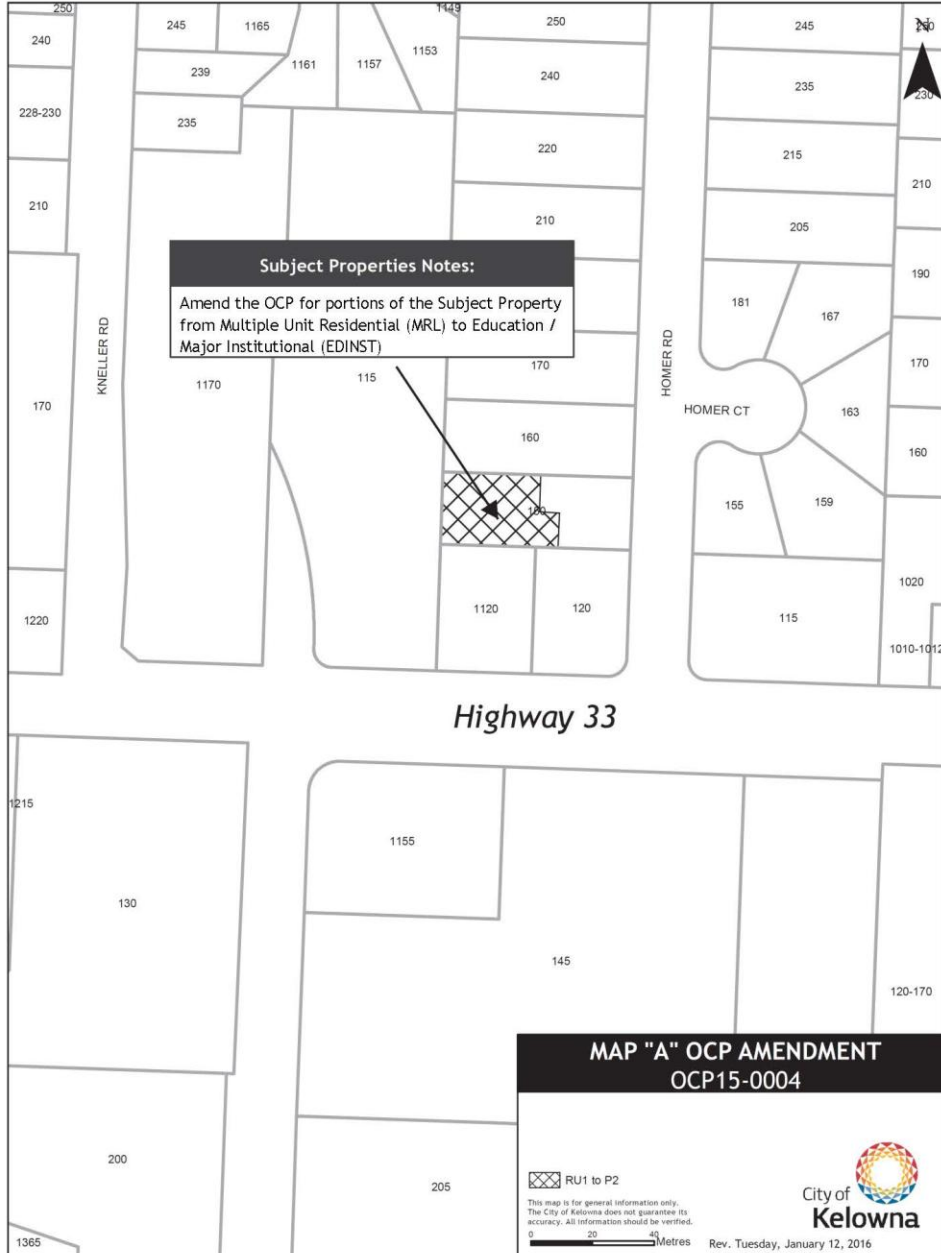 250
245
1165
1149
250
245
N
240
1161
1157
1153
239
240
235
228-230
235
230
220
215
210
210
210
205
Subject Properties Notes:
Amend the OCP for portions of the Subject Property
from Multiple Unit Residential (MRL) to Education /
Major Institutional (EDINST)
190
181
167
KNELLER RD
HOMER RD
170
170
1170
115
170
HOMER CT
163
160
160
155
159
1020
1220
1120
120
115
1010-1012
Highway 33
1215
1155
130
145
120-170
MAP "A" OCP AMENDMENT
OCP15-0004
200
205
RU1 to P2
This map is for general information only.
The City of Kelowna does not guarantee its
accuracy. All information should be verified.
0 20 40
Metres
City of
Kelowna
Rev. Tuesday, January 12, 2016
1365